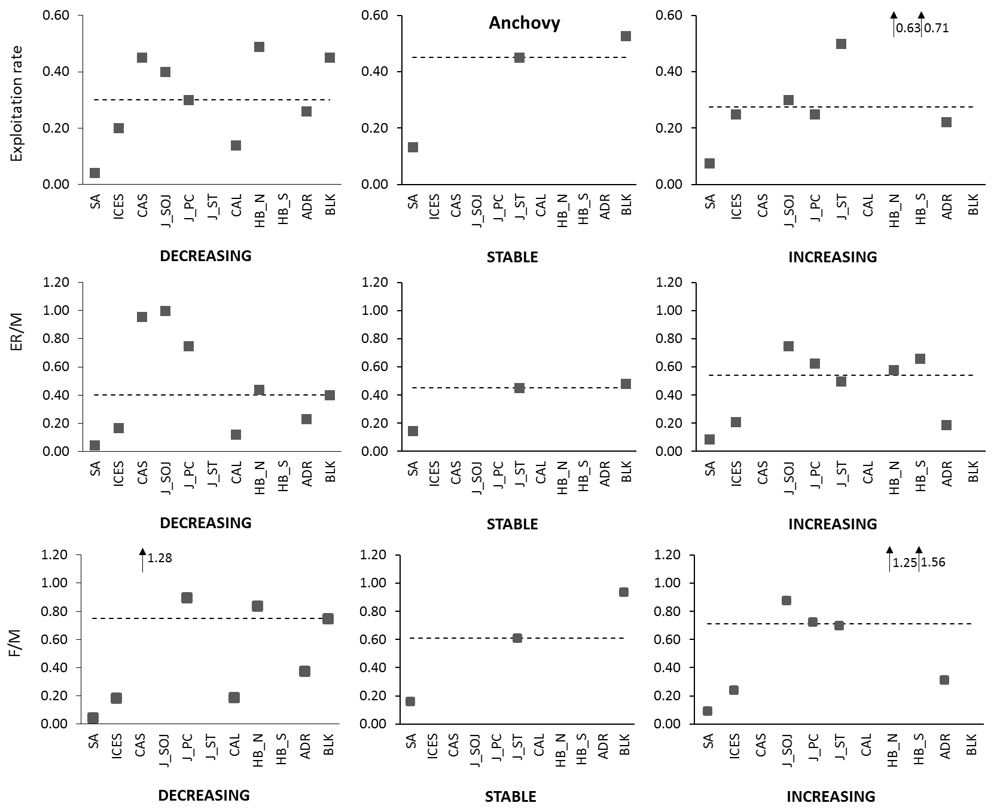 Anchovy
Exploitation rate
0.60
0.40
0.20
0.00
SA ICES CAS J_SOJ J_PC J_ST CAL HB_N HB_S ADR BLK
DECREASING
0.60
0.40
0.20
0.00
SA ICES CAS J_SOJ J_PC J_ST CAL HB_N HB_S ADR BLK
STABLE
0.60
0.40
0.20
0.00
0.63 0.71
SA ICES CAS J_SOJ J_PC J_ST CAL HB_N HB_S ADR BLK
INCREASING
ER/M
1.20
1.00
0.80
0.60
0.40
0.20
0.00
SA ICES CAS J_SOJ J_PC J_ST CAL HB_N HB_S ADR BLK
DECREASING
1.20
1.00
0.80
0.60
0.40
0.20
0.00
SA ICES CAS J_SOJ J_PC J_ST CAL HB_N HB_S ADR BLK
STABLE
1.20
1.00
0.80
0.60
0.40
0.20
0.00
SA ICES CAS J_SOJ J_PC J_ST CAL HB_N HB_S ADR BLK
INCREASING
F/M
1.20
1.00
0.80
0.60
0.40
0.20
0.00
1.28
SA ICES CAS J_SOJ J_PC J_ST CAL HB_N HB_S ADR BLK
DECREASING
1.20
1.00
0.80
0.60
0.40
0.20
0.00
SA ICES CAS J_SOJ J_PC J_ST CAL HB_N HB_S ADR BLK
STABLE
1.20
1.00
0.80
0.60
0.40
0.20
0.00
1.25 1.56
SA ICES CAS J_SOJ J_PC J_ST CAL HB_N HB_S ADR BLK
INCREASING